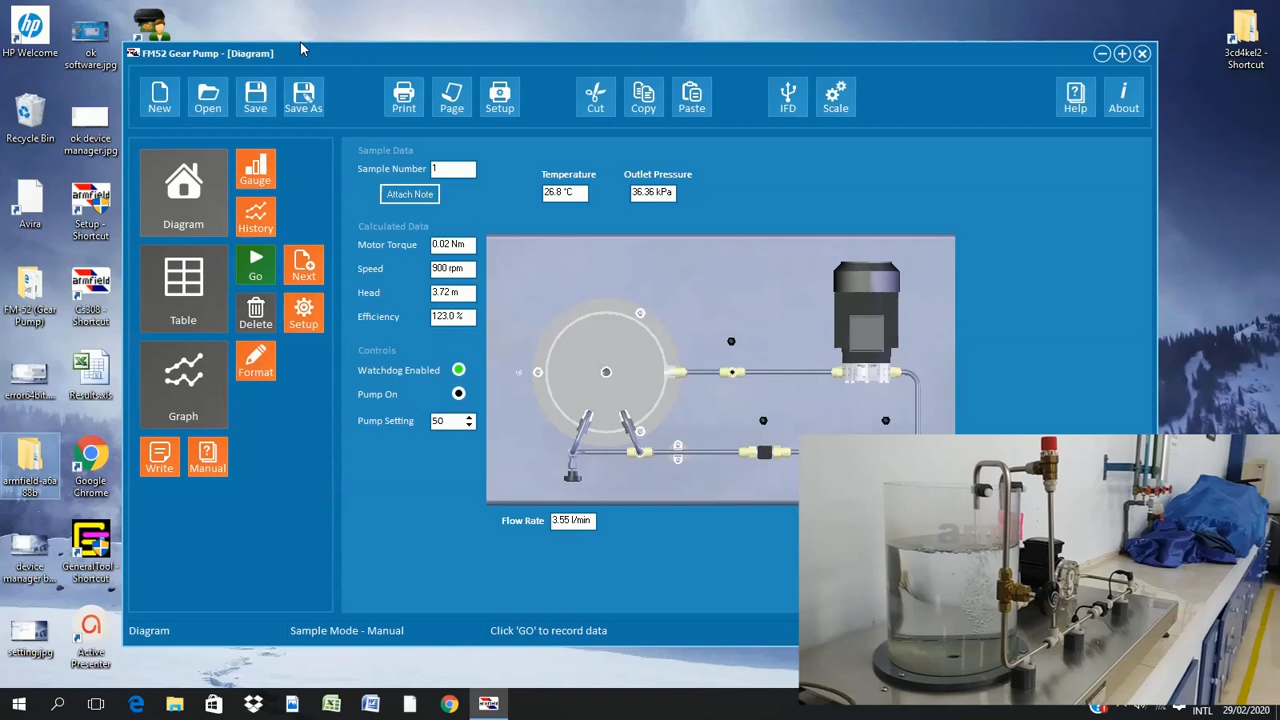 HP Welcome
ok
software.jpg
Recycle Bin
ok device
manager.jpg
Avira
armfield
Setup -
Shortcut
FM-52 (Gear
Pump)
armfield
Css308 -
Shortcut
error64bit....
Results.xls
armfield-a6a
88b
Google
Chrome
device
manager b...
GeneralTool -
Shortcut
setting.jpg
Active
Presenter
3cd4kel2 -
Shortcut
FM52 Gear Pump - [Diagram]
New
Open
Save
Save As
Print
Page
Setup
Cut
Copy
Paste
IFD
Scale
Help
About
Diagram
Gauge
History
Table
Go
Next
Delete
Setup
Graph
Format
Write
Manual
Sample Data
Sample Number 1
Attach Note
Temperature
26.8 °C
Outlet Pressure
36.36 kPa
Calculated Data
Motor Torque 0.02 Nm
Speed 900 rpm
Head 3.72 m
Efficiency 123.0 %
Controls
Watchdog Enabled
Pump On
Pump Setting 50
Flow Rate 3.55 l/min
Diagram
Sample Mode - Manual
Click 'GO' to record data
INTL
29/02/2020